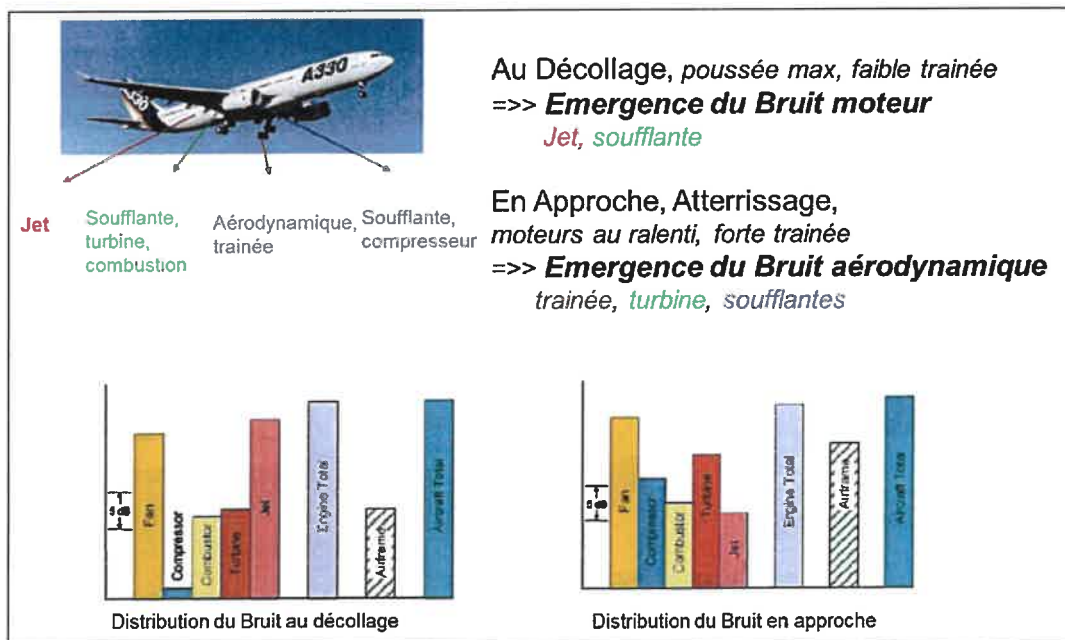 A330
Au Décollage, poussée max, faible trainée
=>> Emergence du Bruit moteur
Jet, soufflante
Jet
Soufflante,
turbine,
combustion
Aérodynamique,
trainée
Soufflante,
compresseur
En Approche, Atterrissage,
moteurs au ralenti, forte trainée
=>> Emergence du Bruit aérodynamique
trainée, turbine, soufflantes
Fan
Compressor
Combustor
Turbine
Jet
Engine Total
Airframe
Aircraft Total
Distribution du Bruit au décollage
Fan
Compressor
Combustor
Turbine
Jet
Engine Total
Airframe
Aircraft Total
Distribution du Bruit en approche